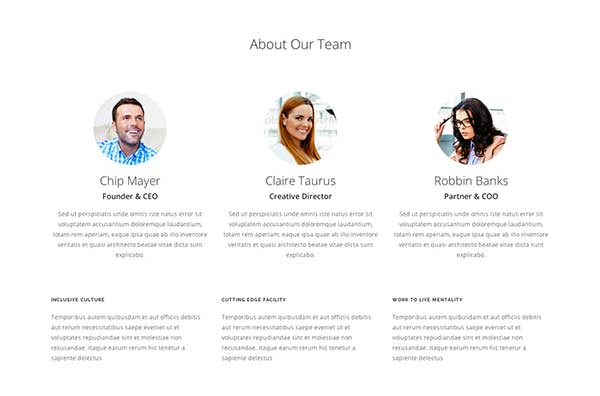 About Our Team
Chip Mayer
Founder & CEO
Sed ut perspiciatis unde omnis iste natus error sit
voluptatem accusantium doloremque laudantium,
totam rem aperiam, eaque ipsa quae ab illo inventore
veritatis et quasi architecto beatae vitae dicta sunt
explicabo.
Claire Taurus
Creative Director
Sed ut perspiciatis unde omnis iste natus error sit
voluptatem accusantium doloremque laudantium,
totam rem aperiam, eaque ipsa quae ab illo inventore
veritatis et quasi architecto beatae vitae dicta sunt
explicabo.
Robbin Banks
Partner & COO
Sed ut perspiciatis unde omnis iste natus error sit
voluptatem accusantium doloremque laudantium,
totam rem aperiam, eaque ipsa quae ab illo inventore
veritatis et quasi architecto beatae vitae dicta sunt
explicabo.
INCLUSIVE CULTURE
Temporibus autem quibusdam et aut officiis debitis
aut rerum necessitatibus saepe eveniet ut et
voluptates repudiandae sint et molestiae non
recusandae. Itaque earum rerum hic tenetur a
sapiente delectus
CUTTING EDGE FACILITY
Temporibus autem quibusdam et aut officiis debitis
aut rerum necessitatibus saepe eveniet ut et
voluptates repudiandae sint et molestiae non
recusandae. Itaque earum rerum hic tenetur a
sapiente delectus
WORK TO LIVE MENTALITY
Temporibus autem quibusdam et aut officiis debitis
aut rerum necessitatibus saepe eveniet ut et
voluptates repudiandae sint et molestiae non
recusandae. Itaque earum rerum hic tenetur a
sapiente delectus